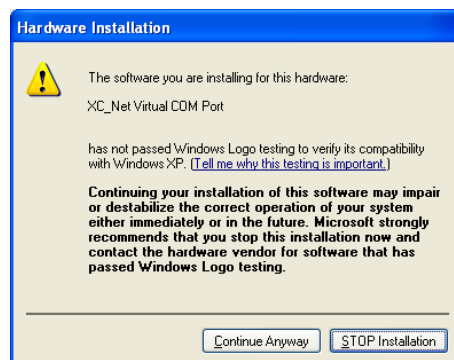 Hardware Installation
The software you are installing for this hardware:
XC_Net Virtual COM Port
has not passed Windows Logo testing to verify its compatibility
with Windows XP. (Tell me why this testing is important.)
Continuing your installation of this software may impair
or destabilize the correct operation of your system
either immediately or in the future. Microsoft strongly
recommends that you stop this installation now and
contact the hardware vendor for software that has
passed Windows Logo testing.
Continue Anyway STOP Installation